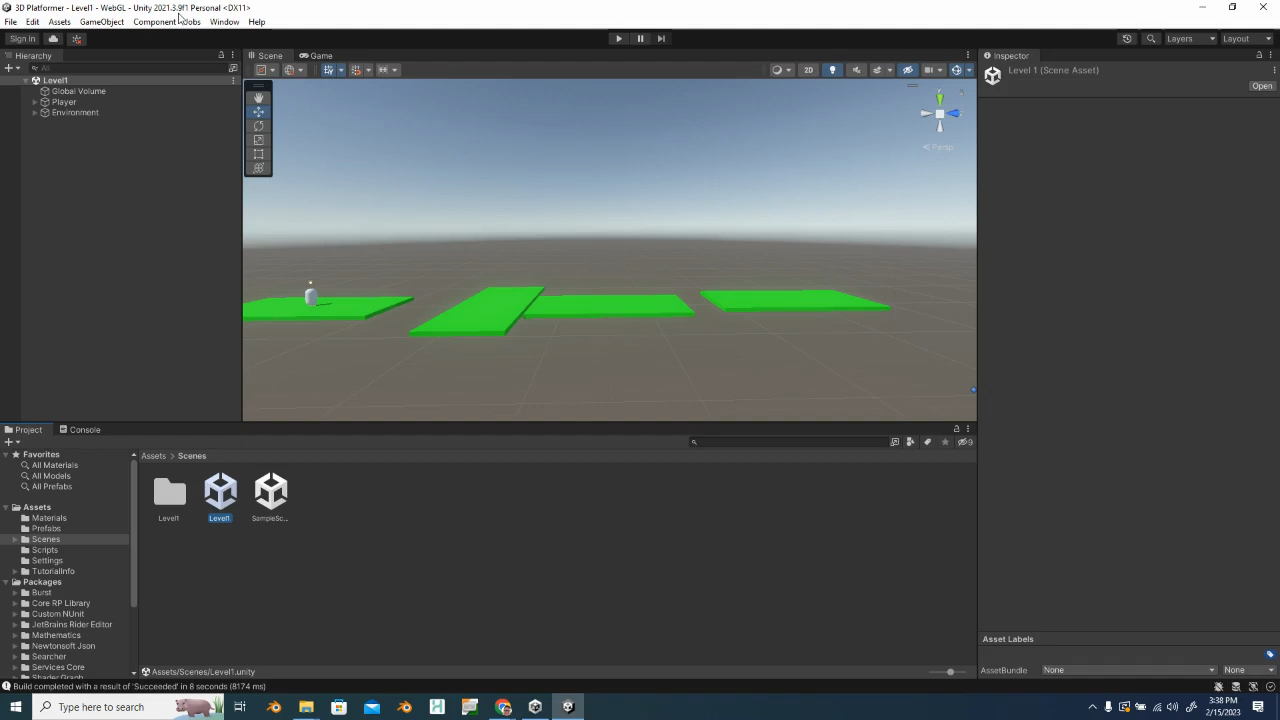 3D Platformer - Level1 - WebGL - Unity 2021.3.9f1 Personal <DX11>
File Edit Assets GameObject Component Jobs Window Help
Sign in
Layers Layout
Hierarchy
All
Level1
Global Volume
Player
Environment
Scene Game
2D
Persp
Inspector
Level 1 (Scene Asset)
Open
Project Console
9
Favorites
All Materials
All Models
All Prefabs
Assets
Materials
Prefabs
Scenes
Scripts
Settings
TutorialInfo
Packages
Burst
Core RP Library
Custom NUnit
JetBrains Rider Editor
Mathematics
Newtonsoft Json
Searcher
Services Core
Shader Graph
Assets > Scenes
Level1 Level1 SampleSc...
Assets/Scenes/Level1.unity
Asset Labels
AssetBundle None None
Build completed with a result of 'Succeeded' in 8 seconds (8174 ms)
Type here to search
3:38 PM
2/15/2023